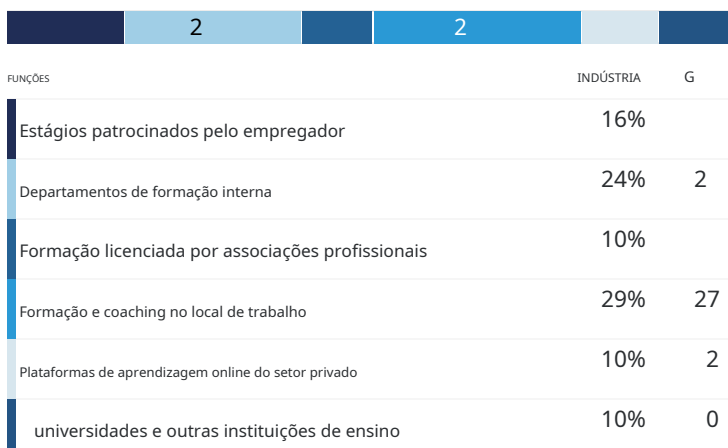 2 2
FUNÇÕES INDÚSTRIA G
Estágios patrocinados pelo empregador 16%
Departamentos de formação interna 24% 2
Formação licenciada por associações profissionais 10%
Formação e coaching no local de trabalho 29% 27
Plataformas de aprendizagem online do setor privado 10% 2
universidades e outras instituições de ensino 10% 0